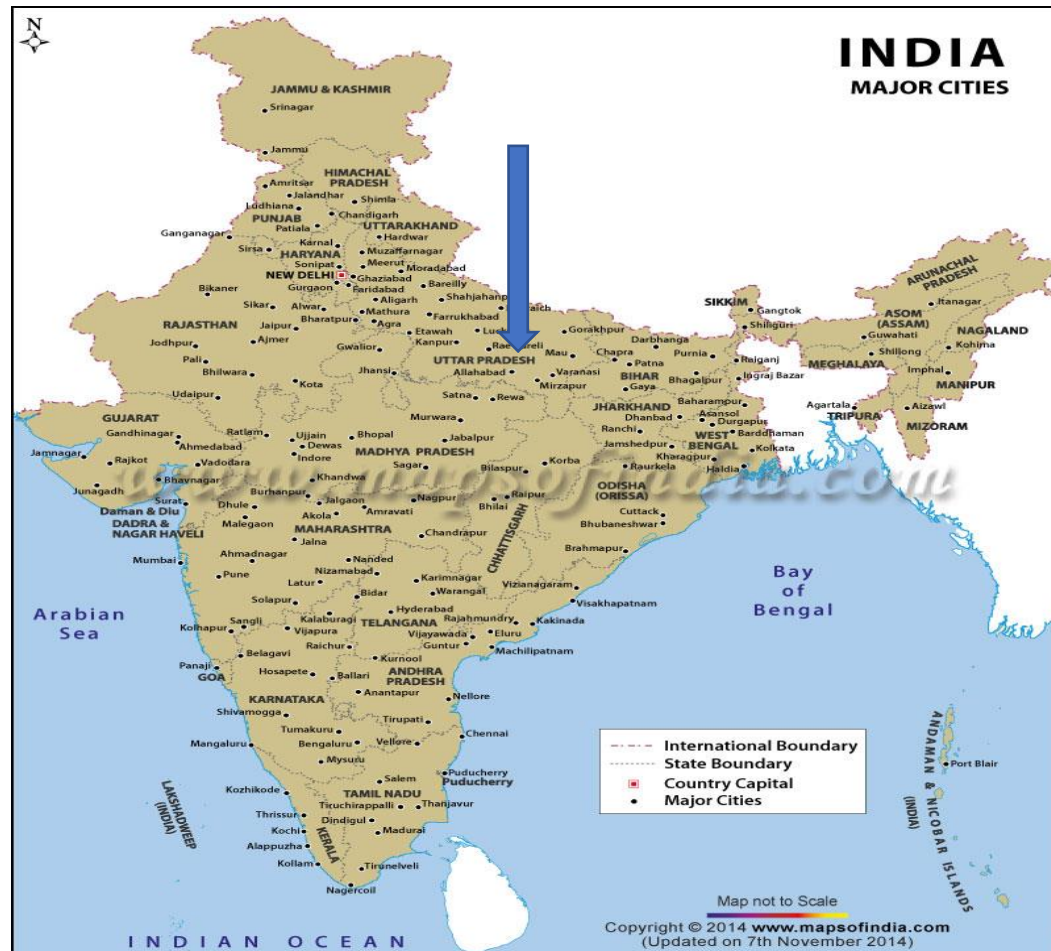 N
INDIA
MAJOR CITIES
JAMMU & KASHMIR
Srinagar
Jammu
HIMACHAL
PRADESH
Amritsar
Jalandhar
Shimla
Ludhiana
Chandigarh
PUNJAB
Patiala
UTTARAKHAND
Ganganagar
Karnal
Hardwar
Sirsa
HARYANA
Muzaffarnagar
Sonipat
Meerut
Moradabad
NEW DELHI
Ghaziabad
Gurgaon
Faridabad
Bareilly
Bikaner
Aligarh
Shahjahanp
Sikar
Alwar
Mathura
Farrukhabad
RAJASTHAN
Bharatpur
Agra
Jaipur
Etawah
Gorakhpur
Jodhpur
Ajmer
Gwalior
Kanpur
Pali
UTTAR PRADESH
Mau
Bhilwara
Jhansi
Allahabad
Varanasi
Kota
Mirzapur
Udaipur
Satna
Rewa
SIKKIM
Gangtok
Shiliguri
Darbhanga
Chapra
Patna
Purnia
Raiganj
BIHAR
Gaya
Bhagalpur
Ingraj Bazar
ARUNACHAL
PRADESH
Itanagar
ASOM
(ASSAM)
NAGALAND
Guwahati
Kohima
Shillong
MEGHALAYA
Imphal
MANIPUR
Agartala
Aizawl
TRIPURA
MIZORAM
GUJARAT
Gandhinagar
Ratlam
Ujjain
Bhopal
Murwara
Ahmedabad
Dewas
Jabalpur
Jamnagar
Indore
MADHYA PRADESH
Rajkot
Vadodara
Sagar
Bilaspur
Korba
JHARKHAND
Baharampur
Dhanbad
Asansol
Durgapur
Ranchi
WEST
BENGAL
Barddhaman
Jamshedpur
Kolkata
Kharagpur
Raurkela
Haldia
www.mapsofindia.com
Bhavnagar
Khandwa
Junagadh
Burhanpur
Surat
Jalgaon
Nagpur
Raipur
ODISHA
(ORISSA)
Daman & Diu
Dhule
Akola
Amravati
Bhilai
Cuttack
DADRA &
NAGAR HAVELI
Malegaon
MAHARASHTRA
CHHATTISGARH
Bhubaneshwar
Jalna
Chandrapur
Mumbai
Ahmadnagar
Nanded
Brahmapur
Pune
Nizamabad
Latur
Karimnagar
Vizianagaram
Bidar
Warangal
Solapur
Visakhapatnam
Hyderabad
Kalaburagi
Rajahmundry
Sangli
TELANGANA
Kakinada
Kolhapur
Vijapura
Vijayawada
Eluru
Raichur
Guntur
Machilipatnam
Belagavi
Kurnool
Panaji
Hosapete
Ballari
ANDHRA
PRADESH
GOA
Anantapur
KARNATAKA
Nellore
Shivamogga
Tirupati
Tumakuru
Chennai
Mangaluru
Bengaluru
Vellore
Mysuru
Puducherry
Puducherry
Salem
Kozhikode
TAMIL NADU
Tiruchirappalli
Thanjavur
Thrissur
Dindigul
Kochi
KERALA
Madurai
Alappuzha
Kollam
Tirunelveli
Nagercoil
LAKSHADWEEP
(INDIA)
Arabian
Sea
Bay
of
Bengal
International Boundary
State Boundary
Country Capital
Major Cities
Port Blair
ANDAMAN & NICOBAR ISLANDS
(INDIA)
Map not to Scale
Copyright © 2014 www.mapsofindia.com
(Updated on 7th November 2014)
INDIAN OCEAN